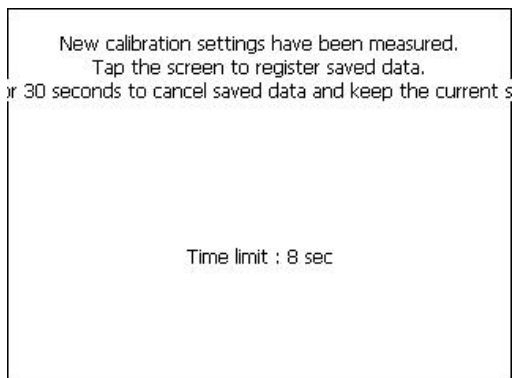 New calibration settings have been measured.
Tap the screen to register saved data.
30 seconds to cancel saved data and keep the current
Time limit : 8 sec